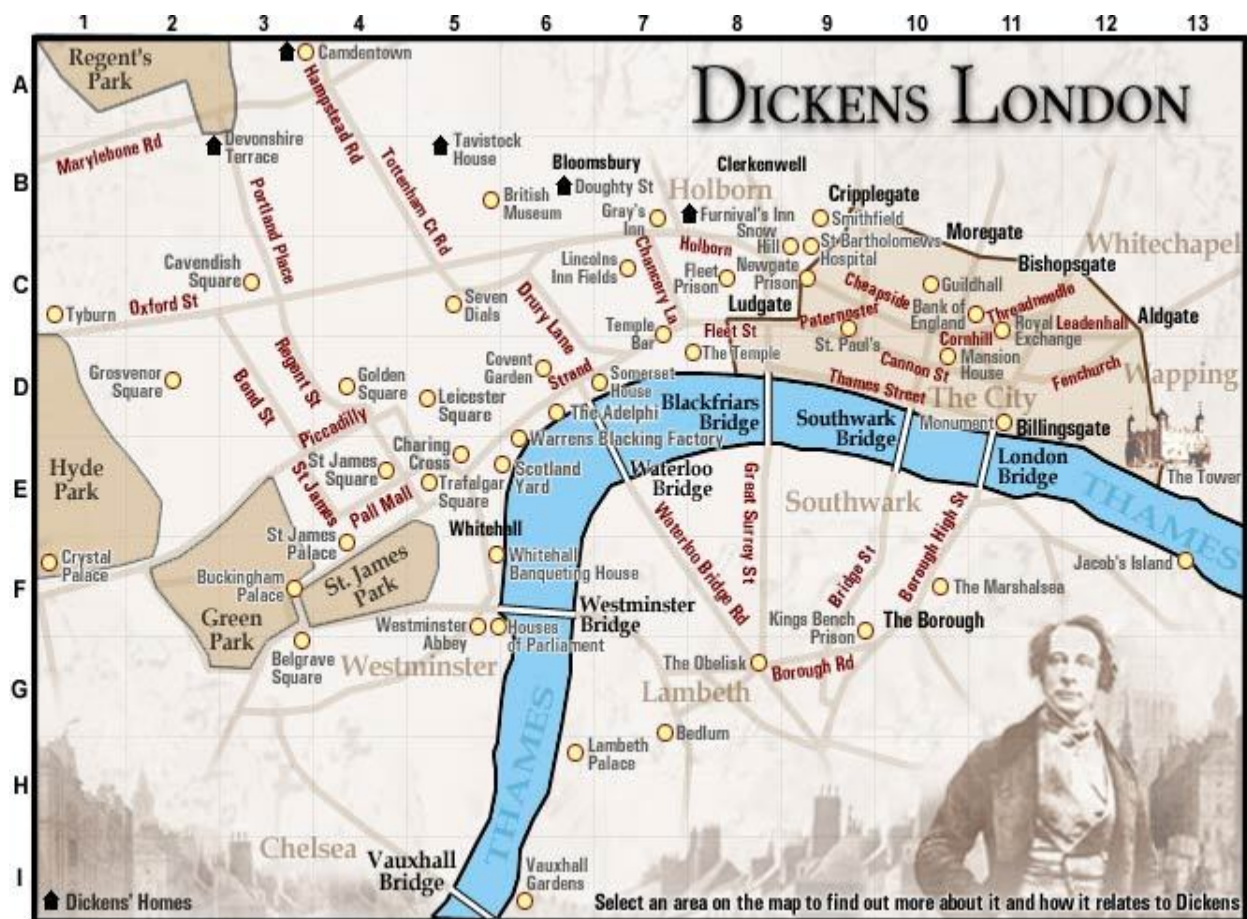 1 2 3 4 5 6 7 8 9 10 11 12 13
A
B
C
D
E
F
G
H
I
DICKENS LONDON
Regent's
Park
Camdentown
Hampstead Rd
Marylebone Rd
Devonshire
Terrace
Tavistock
House
Tottenham Ct Rd
Portland Place
Bloomsbury
Doughty St
British
Museum
Gray's
Inn
Holborn
Clerkenwell
Furnival's Inn
Snow
Hill
Cripplegate
Smithfield
St Bartholomews
Hospital
Moregate
Whitechapel
Bishopsgate
Cavendish
Square
Tyburn
Oxford St
Seven
Dials
Lincolns
Inn Fields
Drury Lane
Chancery La
Holborn
Fleet
Prison
Newgate
Prison
Ludgate
Cheapside
Guildhall
Bank of
England
Threadneedle
Royal
Exchange
Leadenhall
Aldgate
Paternoster
St. Paul's
Cornhill
Mansion
House
Cannon St
Fenchurch
Wapping
Temple
Bar
Fleet St
The Temple
Thames Street
The City
Grosvenor
Square
Bond St
Regent St
Golden
Square
Leicester
Square
Covent
Garden
Strand
Somerset
House
The Adelphi
Piccadilly
Blackfriars
Bridge
Southwark
Bridge
Monument
Billingsgate
London
Bridge
The Tower
Hyde
Park
St James
Square
St James
Pall Mall
Charing
Cross
Trafalgar
Square
Warrens Blacking Factory
Scotland
Yard
Waterloo
Bridge
Great Surrey St
Southwark
THAMES
Crystal
Palace
St James
Palace
Buckingham
Palace
Green
Park
St. James
Park
Whitehall
Whitehall
Banqueting House
Waterloo Bridge Rd
Bridge St
Borough High St
Jacob's Island
The Marshalsea
Westminster
Bridge
Westminster
Abbey
Houses
of Parliament
Kings Bench
Prison
The Borough
Belgrave
Square
Westminster
The Obelisk
Borough Rd
Lambeth
THAMES
Bedlum
Lambeth
Palace
Chelsea
Vauxhall
Bridge
Vauxhall
Gardens
Dickens' Homes
Select an area on the map to find out more about it and how it relates to Dickens